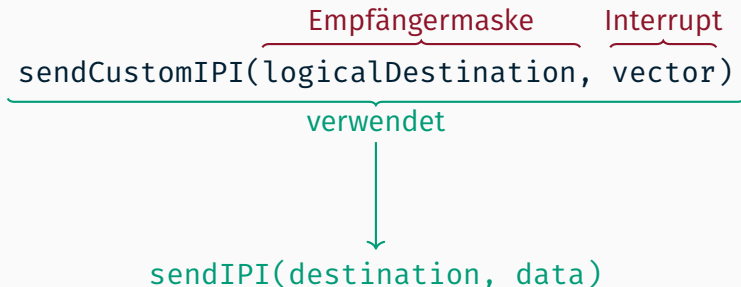 Empfängermaske Interrupt
sendCustomIPI(logicalDestination, vector)
verwendet
sendIPI(destination, data)